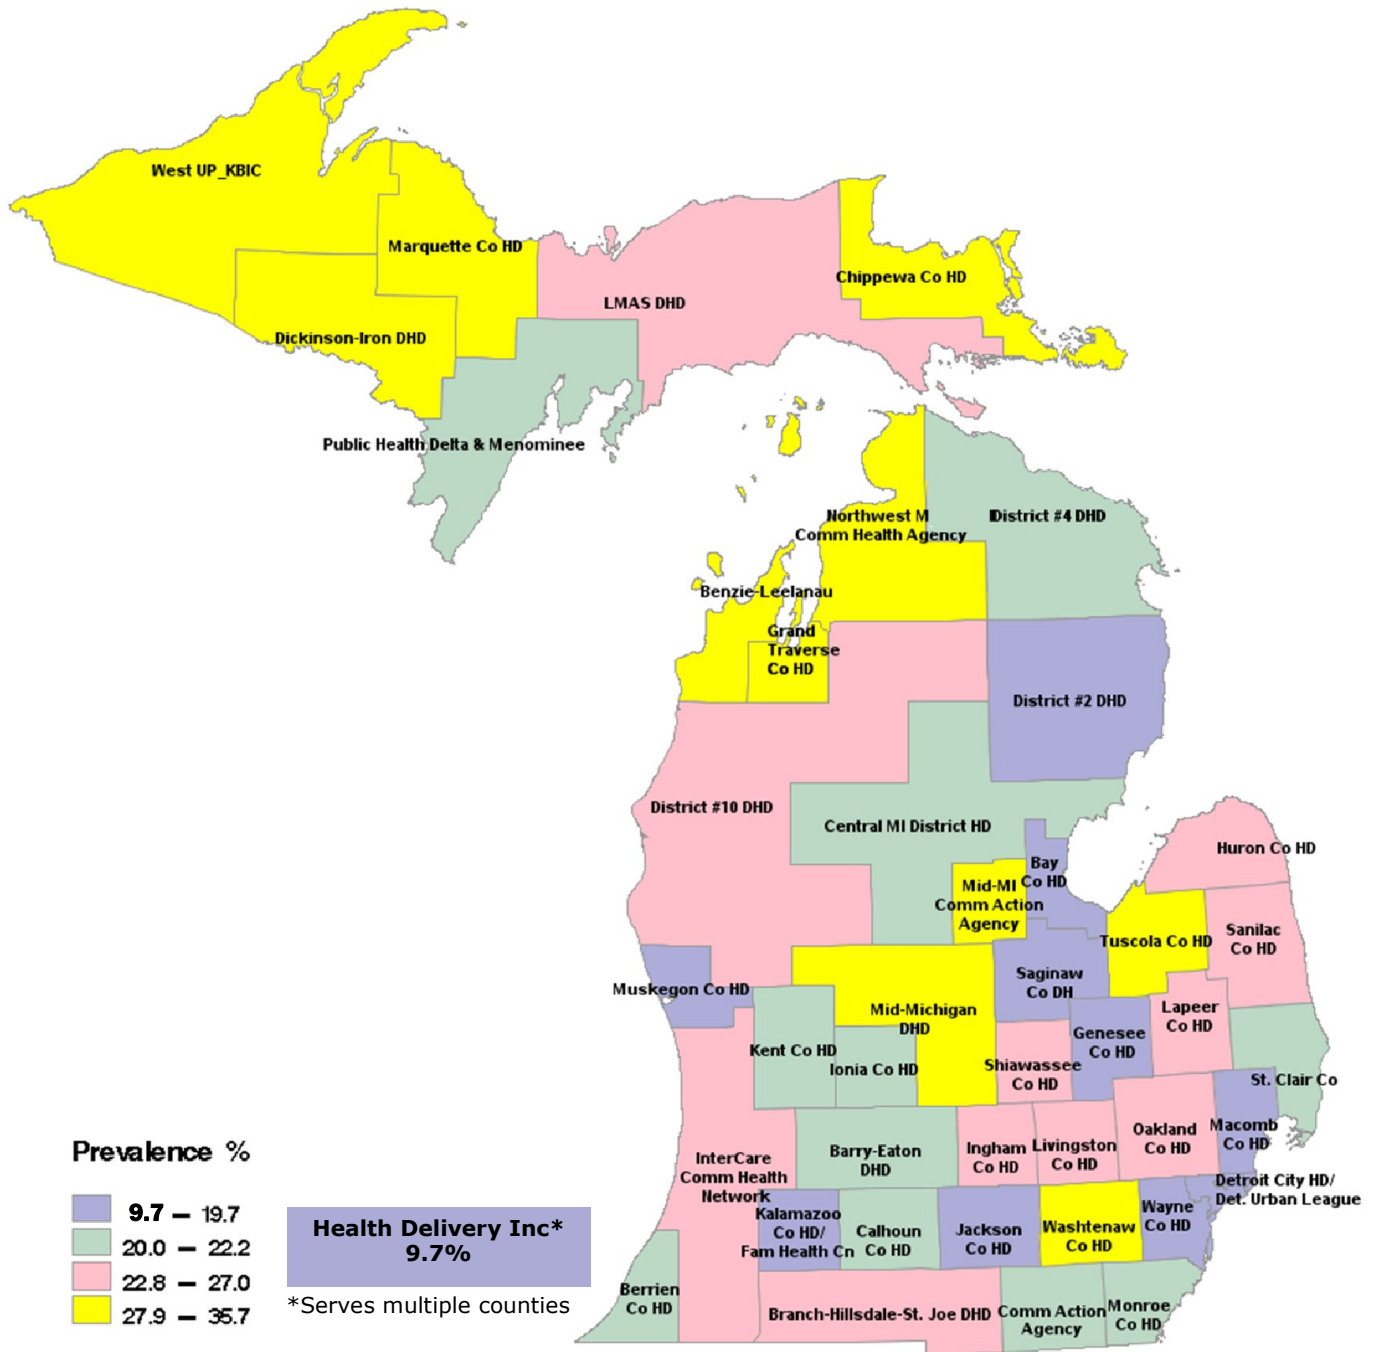 West UP_KBIC
Marquette Co HD
Chippewa Co HD
LMAS DHD
Dickinson-Iron DHD
Public Health Delta & Menominee
Northwest M
Comm Health Agency
District #4 DHD
Benzie-Leelanau
Grand
Traverse
Co HD
District #2 DHD
District #10 DHD
Central MI District HD
Huron Co HD
Bay
Co HD
Mid-MI
Comm Action
Agency
Tuscola Co HD
Sanilac
Co HD
Saginaw
Co DH
Muskegon Co HD
Mid-Michigan
DHD
Lapeer
Co HD
Genesee
Co HD
Kent Co HD
Ionia Co HD
Shiawassee
Co HD
St. Clair Co
Macomb
Co HD
Oakland
Co HD
Livingston
Co HD
Ingham
Co HD
Barry-Eaton
DHD
InterCare
Comm Health
Network
Detroit City HD/
Det. Urban League
Kalamazoo
Co HD/
Fam Health Cn
Calhoun
Co HD
Jackson
Co HD
Washtenaw
Co HD
Wayne
Co HD
Berrien
Co HD
Branch-Hillsdale-St. Joe DHD
Comm Action
Agency
Monroe
Co HD
Prevalence %
9.7 – 19.7
20.0 – 22.2
22.8 – 27.0
27.9 – 35.7
Health Delivery Inc*
9.7%
*Serves multiple counties